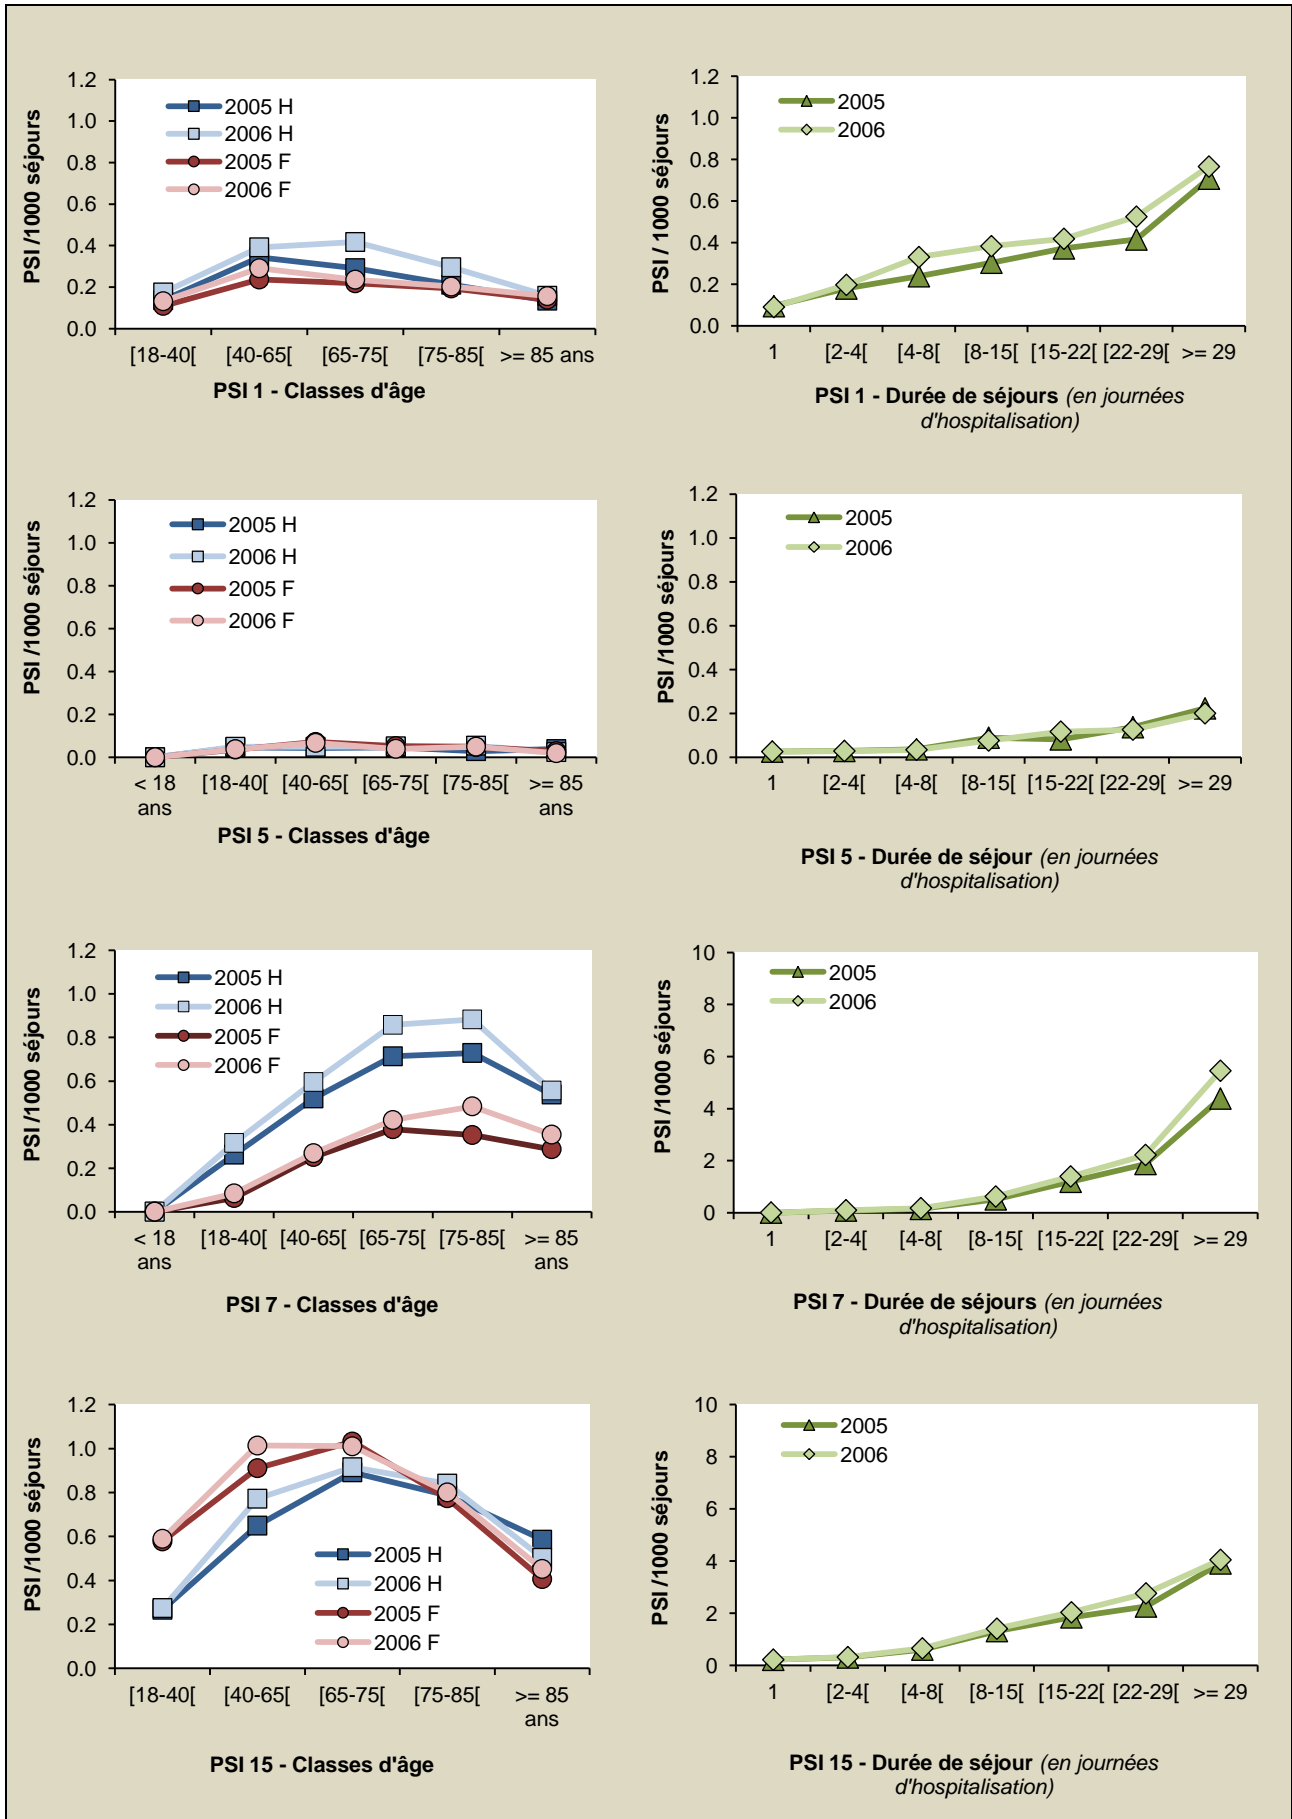 PSI /1000 séjours
1.2
1.0
0.8
0.6
0.4
0.2
0.0
2005 H
2006 H
2005 F
2006 F
[18-40[ [40-65[ [65-75[ [75-85[ >= 85 ans
PSI 1 - Classes d'âge
PSI / 1000 séjours
1.2
1.0
0.8
0.6
0.4
0.2
0.0
2005
2006
1 [2-4[ [4-8[ [8-15[ [15-22[ [22-29[ >= 29
PSI 1 - Durée de séjours (en journées
d'hospitalisation)
PSI /1000 séjours
1.2
1.0
0.8
0.6
0.4
0.2
0.0
2005 H
2006 H
2005 F
2006 F
< 18 [18-40[ [40-65[ [65-75[ [75-85[ >= 85
ans ans
PSI 5 - Classes d'âge
PSI /1000 séjours
1.2
1.0
0.8
0.6
0.4
0.2
0.0
2005
2006
1 [2-4[ [4-8[ [8-15[ [15-22[ [22-29[ >= 29
PSI 5 - Durée de séjour (en journées
d'hospitalisation)
PSI /1000 séjours
1.2
1.0
0.8
0.6
0.4
0.2
0.0
2005 H
2006 H
2005 F
2006 F
< 18 [18-40[ [40-65[ [65-75[ [75-85[ >= 85
ans ans
PSI 7 - Classes d'âge
PSI /1000 séjours
10
8
6
4
2
0
2005
2006
1 [2-4[ [4-8[ [8-15[ [15-22[ [22-29[ >= 29
PSI 7 - Durée de séjours (en journées
d'hospitalisation)
PSI /1000 séjours
1.2
1.0
0.8
0.6
0.4
0.2
0.0
2005 H
2006 H
2005 F
2006 F
[18-40[ [40-65[ [65-75[ [75-85[ >= 85
ans
PSI 15 - Classes d'âge
PSI /1000 séjours
10
8
6
4
2
0
2005
2006
1 [2-4[ [4-8[ [8-15[ [15-22[ [22-29[ >= 29
PSI 15 - Durée de séjour (en journées
d'hospitalisation)